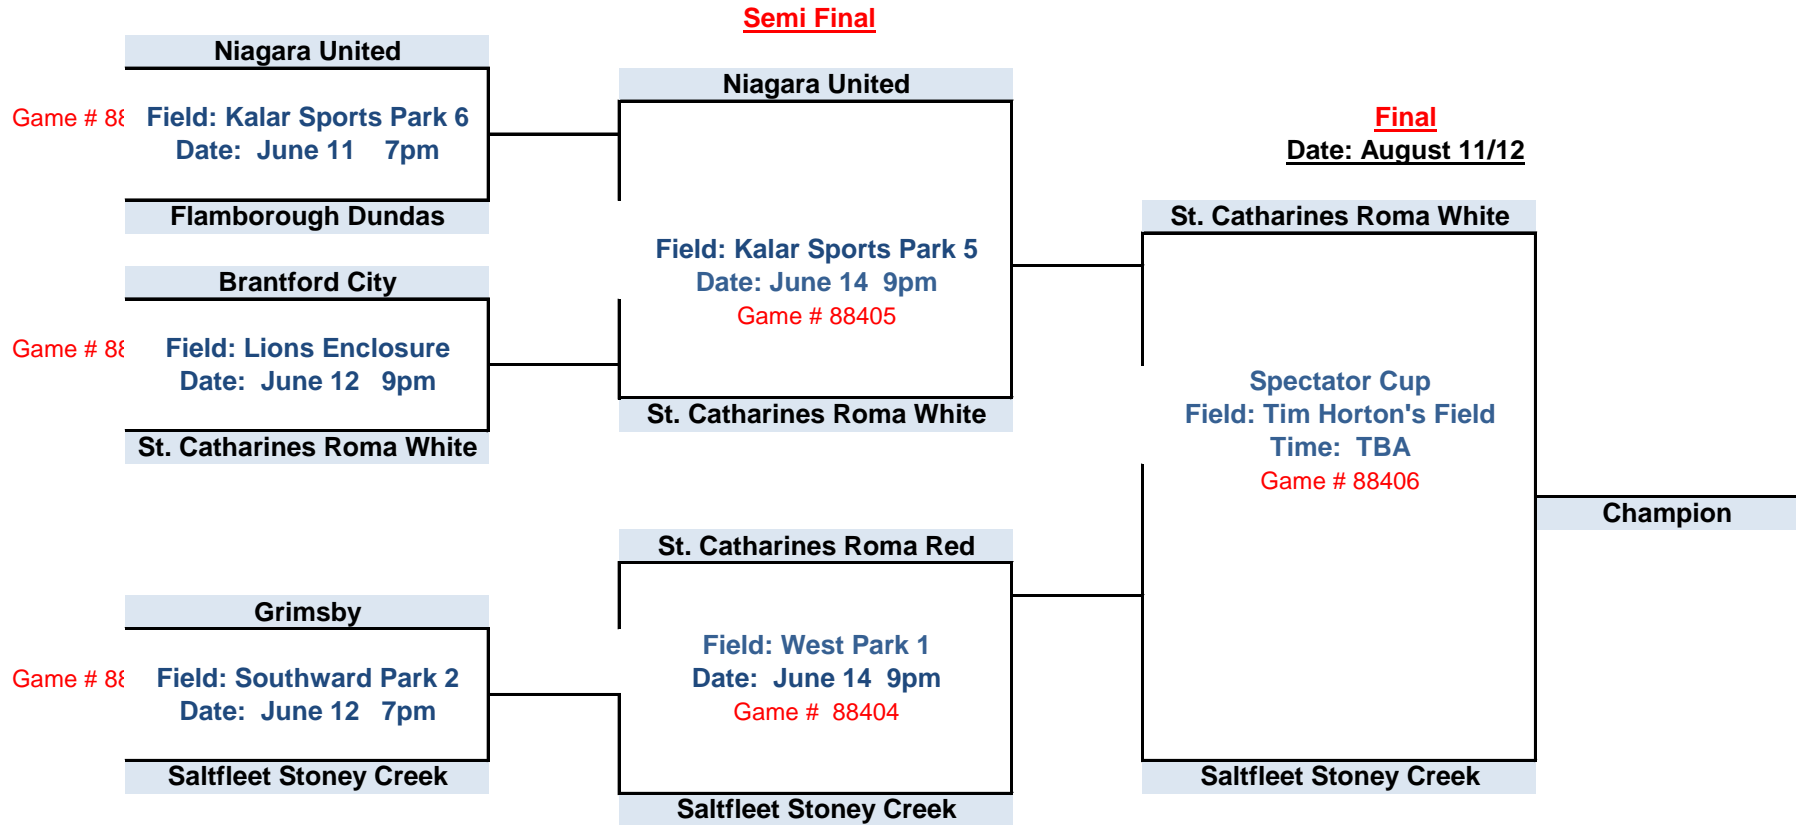 Semi Final
Niagara United
Game # 88
Field: Kalar Sports Park 6
Date: June 11 7pm
Flamborough Dundas
Brantford City
Game # 88
Field: Lions Enclosure
Date: June 12 9pm
St. Catharines Roma White
Grimsby
Game # 88
Field: Southward Park 2
Date: June 12 7pm
Saltfleet Stoney Creek
Niagara United
Field: Kalar Sports Park 5
Date: June 14 9pm
Game # 88405
St. Catharines Roma White
St. Catharines Roma Red
Field: West Park 1
Date: June 14 9pm
Game # 88404
Saltfleet Stoney Creek
Final
Date: August 11/12
St. Catharines Roma White
Spectator Cup
Field: Tim Horton's Field
Time: TBA
Game # 88406
Saltfleet Stoney Creek
Champion